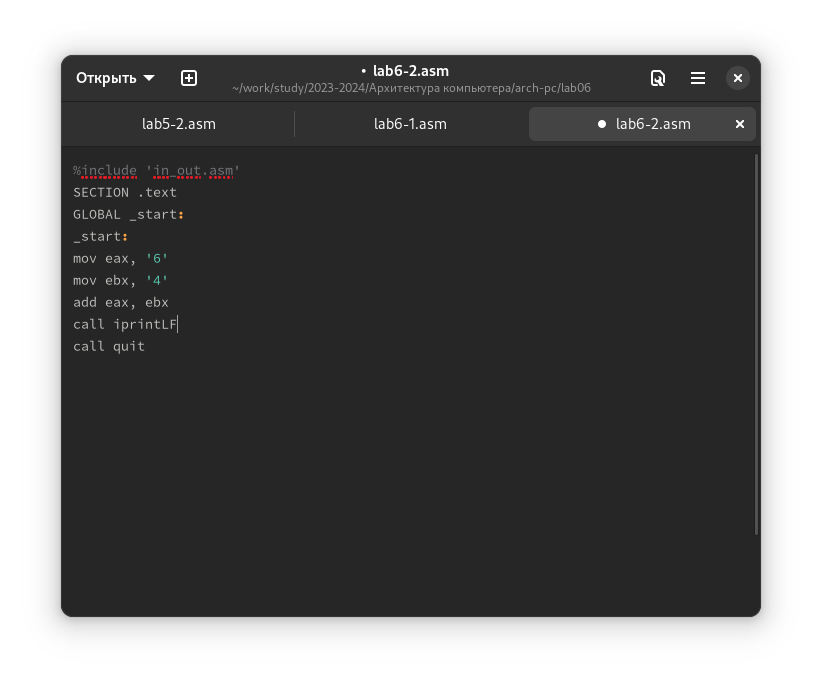 Открыть
• lab6-2.asm
~/work/study/2023-2024/Архитектура компьютера/arch-pc/lab06
lab5-2.asm
lab6-1.asm
● lab6-2.asm
%include 'in_out.asm'
SECTION .text
GLOBAL _start:
_start:
mov eax, '6'
mov ebx, '4'
add eax, ebx
call iprintLF
call quit